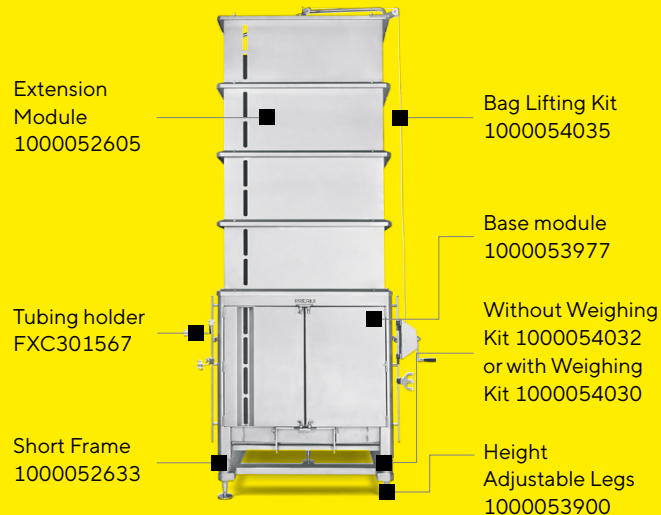 Extension
Module
1000052605
Tubing holder
FXC301567
Short Frame
1000052633
Bag Lifting Kit
1000054035
Base module
1000053977
Without Weighing
Kit 1000054032
or with Weighing
Kit 1000054030
Height
Adjustable Legs
1000053900